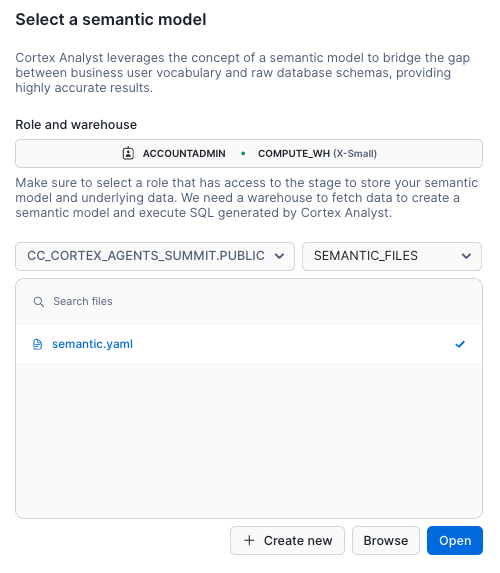 Select a semantic model
Cortex Analyst leverages the concept of a semantic model to bridge the gap
between business user vocabulary and raw database schemas, providing
highly accurate results.
Role and warehouse
ACCOUNTADMIN • COMPUTE_WH (X-Small)
Make sure to select a role that has access to the stage to store your semantic
model and underlying data. We need a warehouse to fetch data to create a
semantic model and execute SQL generated by Cortex Analyst.
CC_CORTEX_AGENTS_SUMMIT.PUBLIC SEMANTIC_FILES
Search files
semantic.yaml
+ Create new Browse Open